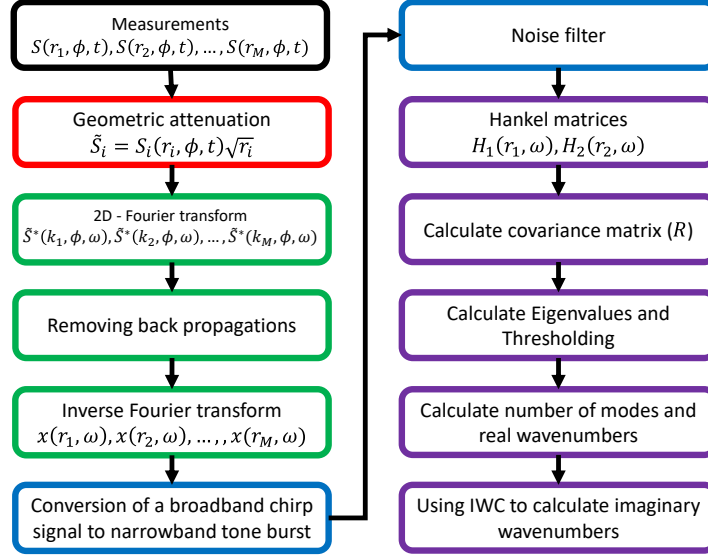 Measurements
S(r₁, ϕ, t), S(r₂, ϕ, t), … , S(r_M, ϕ, t)
Geometric attenuation
S̃ᵢ = Sᵢ(rᵢ, ϕ, t)√rᵢ
2D - Fourier transform
S̃*(k₁, ϕ, ω), S̃*(k₂, ϕ, ω), … , S̃*(k_M, ϕ, ω)
Removing back propagations
Inverse Fourier transform
x(r₁, ω), x(r₂, ω), … , , x(r_M, ω)
Conversion of a broadband chirp
signal to narrowband tone burst
Noise filter
Hankel matrices
H₁(r₁, ω), H₂(r₂, ω)
Calculate covariance matrix (R)
Calculate Eigenvalues and
Thresholding
Calculate number of modes and
real wavenumbers
Using IWC to calculate imaginary
wavenumbers